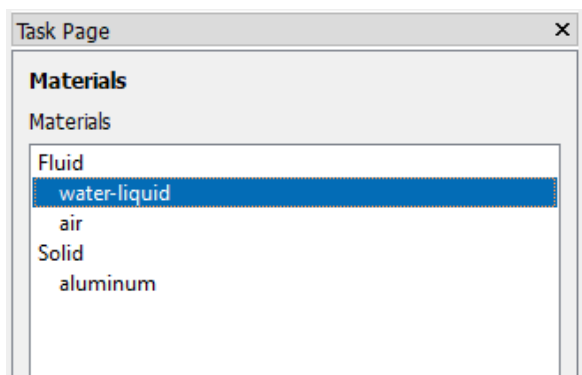 Task Page
Materials
Materials
Fluid
water-liquid
air
Solid
aluminum